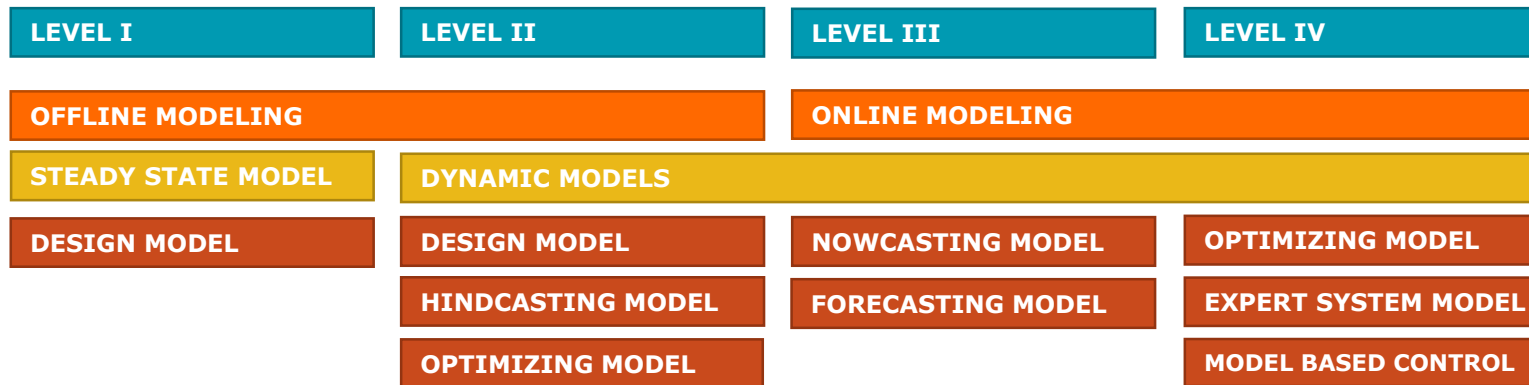 LEVEL I
LEVEL II
LEVEL III
LEVEL IV
OFFLINE MODELING
ONLINE MODELING
STEADY STATE MODEL
DYNAMIC MODELS
DESIGN MODEL
DESIGN MODEL
NOWCASTING MODEL
OPTIMIZING MODEL
HINDCASTING MODEL
FORECASTING MODEL
EXPERT SYSTEM MODEL
OPTIMIZING MODEL
MODEL BASED CONTROL